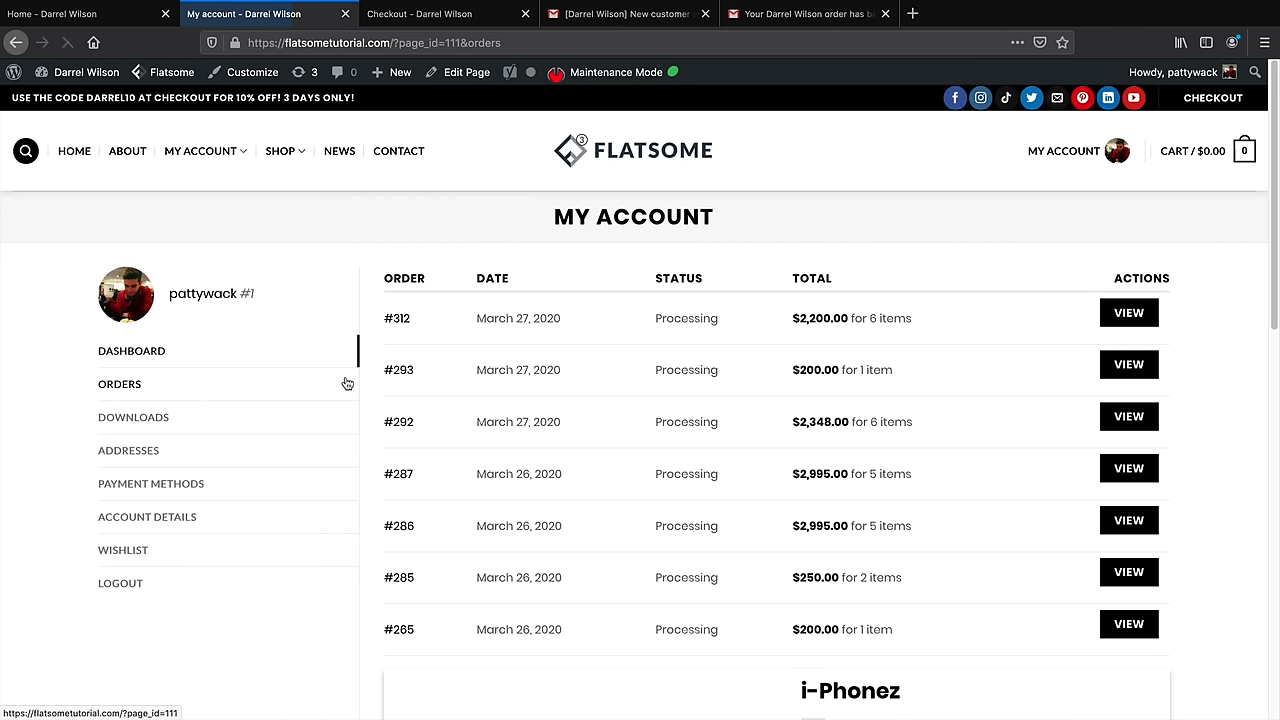 Home – Darrel Wilson
My account – Darrel Wilson
Checkout – Darrel Wilson
[Darrel Wilson] New customer
Your Darrel Wilson order has b
https://flatsometutorial.com/?page_id=111&orders
Darrel Wilson Flatsome Customize 3 0 New Edit Page Maintenance Mode Howdy, pattywack
USE THE CODE DARREL10 AT CHECKOUT FOR 10% OFF! 3 DAYS ONLY! CHECKOUT
HOME ABOUT MY ACCOUNT SHOP NEWS CONTACT 3 FLATSOME MY ACCOUNT CART / $0.00 0
MY ACCOUNT
pattywack #1
DASHBOARD
ORDERS
DOWNLOADS
ADDRESSES
PAYMENT METHODS
ACCOUNT DETAILS
WISHLIST
LOGOUT
ORDER DATE STATUS TOTAL ACTIONS
#312 March 27, 2020 Processing $2,200.00 for 6 items VIEW
#293 March 27, 2020 Processing $200.00 for 1 item VIEW
#292 March 27, 2020 Processing $2,348.00 for 6 items VIEW
#287 March 26, 2020 Processing $2,995.00 for 5 items VIEW
#286 March 26, 2020 Processing $2,995.00 for 5 items VIEW
#285 March 26, 2020 Processing $250.00 for 2 items VIEW
#265 March 26, 2020 Processing $200.00 for 1 item VIEW
i-Phonez
https://flatsometutorial.com/?page_id=111